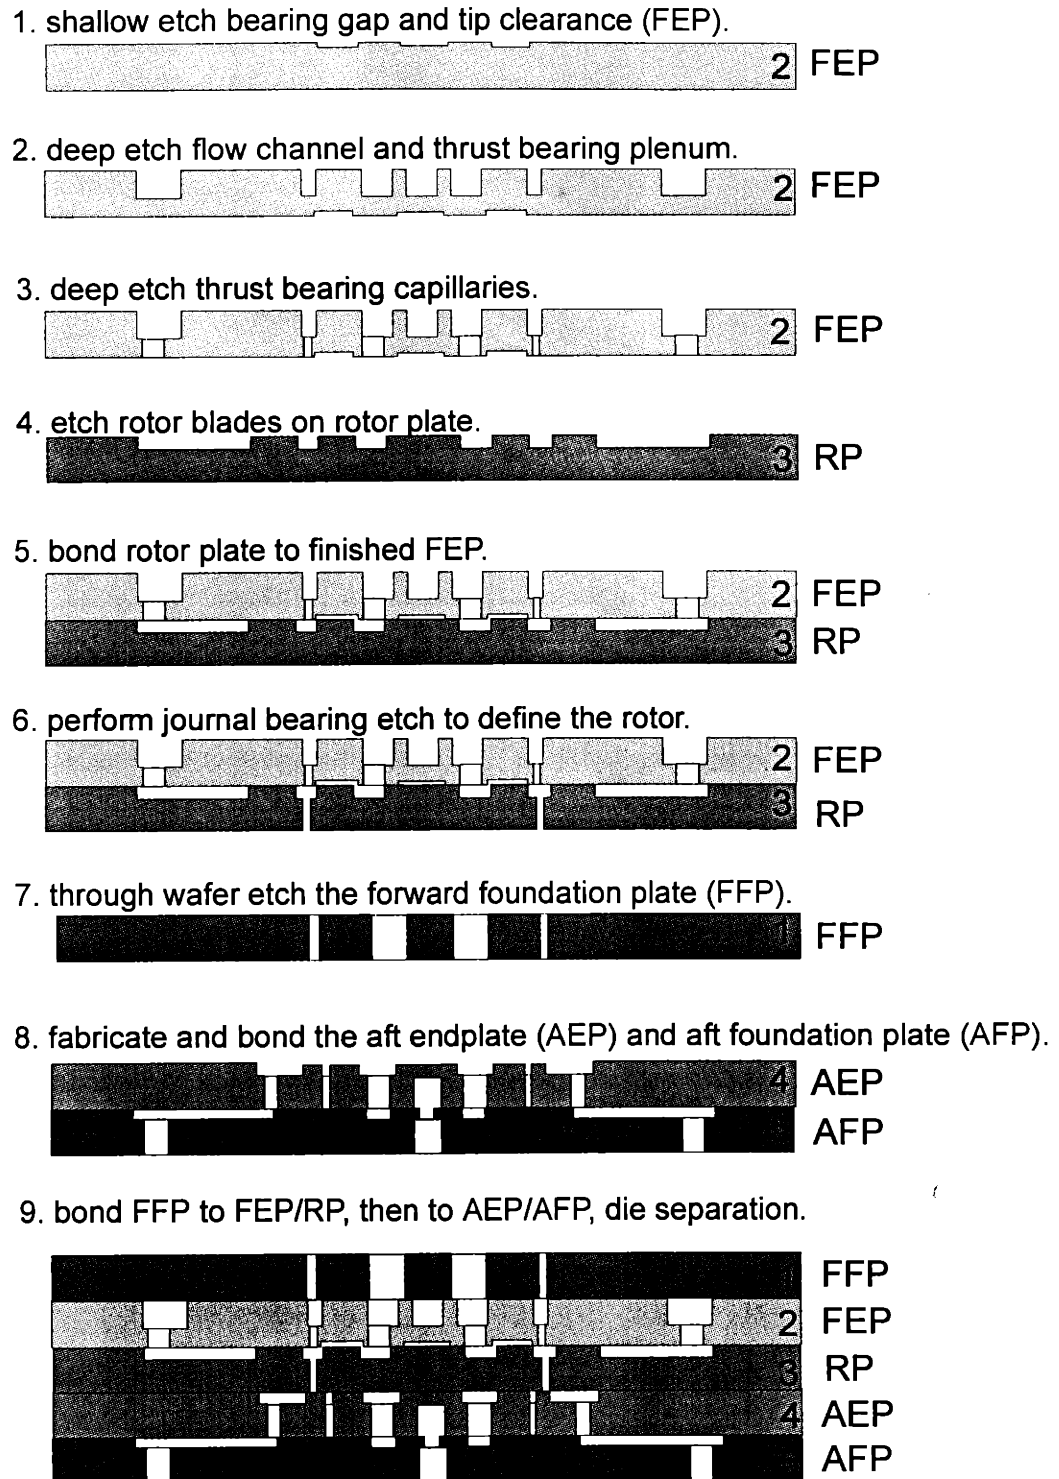 1. shallow etch bearing gap and tip clearance (FEP).
2 FEP
2. deep etch flow channel and thrust bearing plenum.
2 FEP
3. deep etch thrust bearing capillaries.
2 FEP
4. etch rotor blades on rotor plate.
3 RP
5. bond rotor plate to finished FEP.
2 FEP
3 RP
6. perform journal bearing etch to define the rotor.
2 FEP
3 RP
7. through wafer etch the forward foundation plate (FFP).
1 FFP
8. fabricate and bond the aft endplate (AEP) and aft foundation plate (AFP).
4 AEP
AFP
9. bond FFP to FEP/RP, then to AEP/AFP, die separation.
FFP
2 FEP
3 RP
4 AEP
AFP